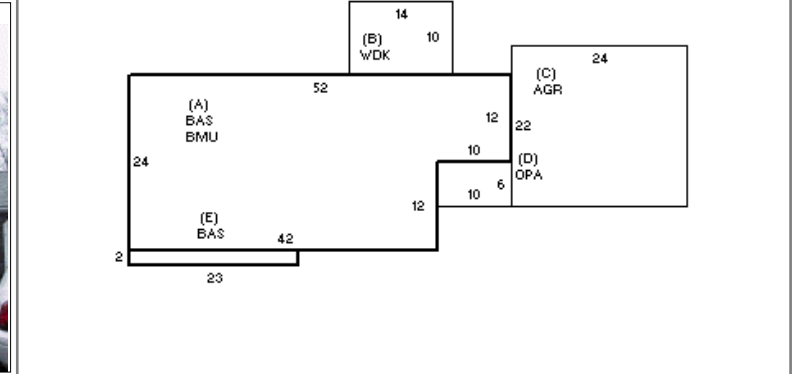 14
(B)
10
WDK
24
(C)
AGR
52
(A)
BAS
BMU
12
22
10
(D)
OPA
24
6
10
12
(E)
BAS
42
2
23